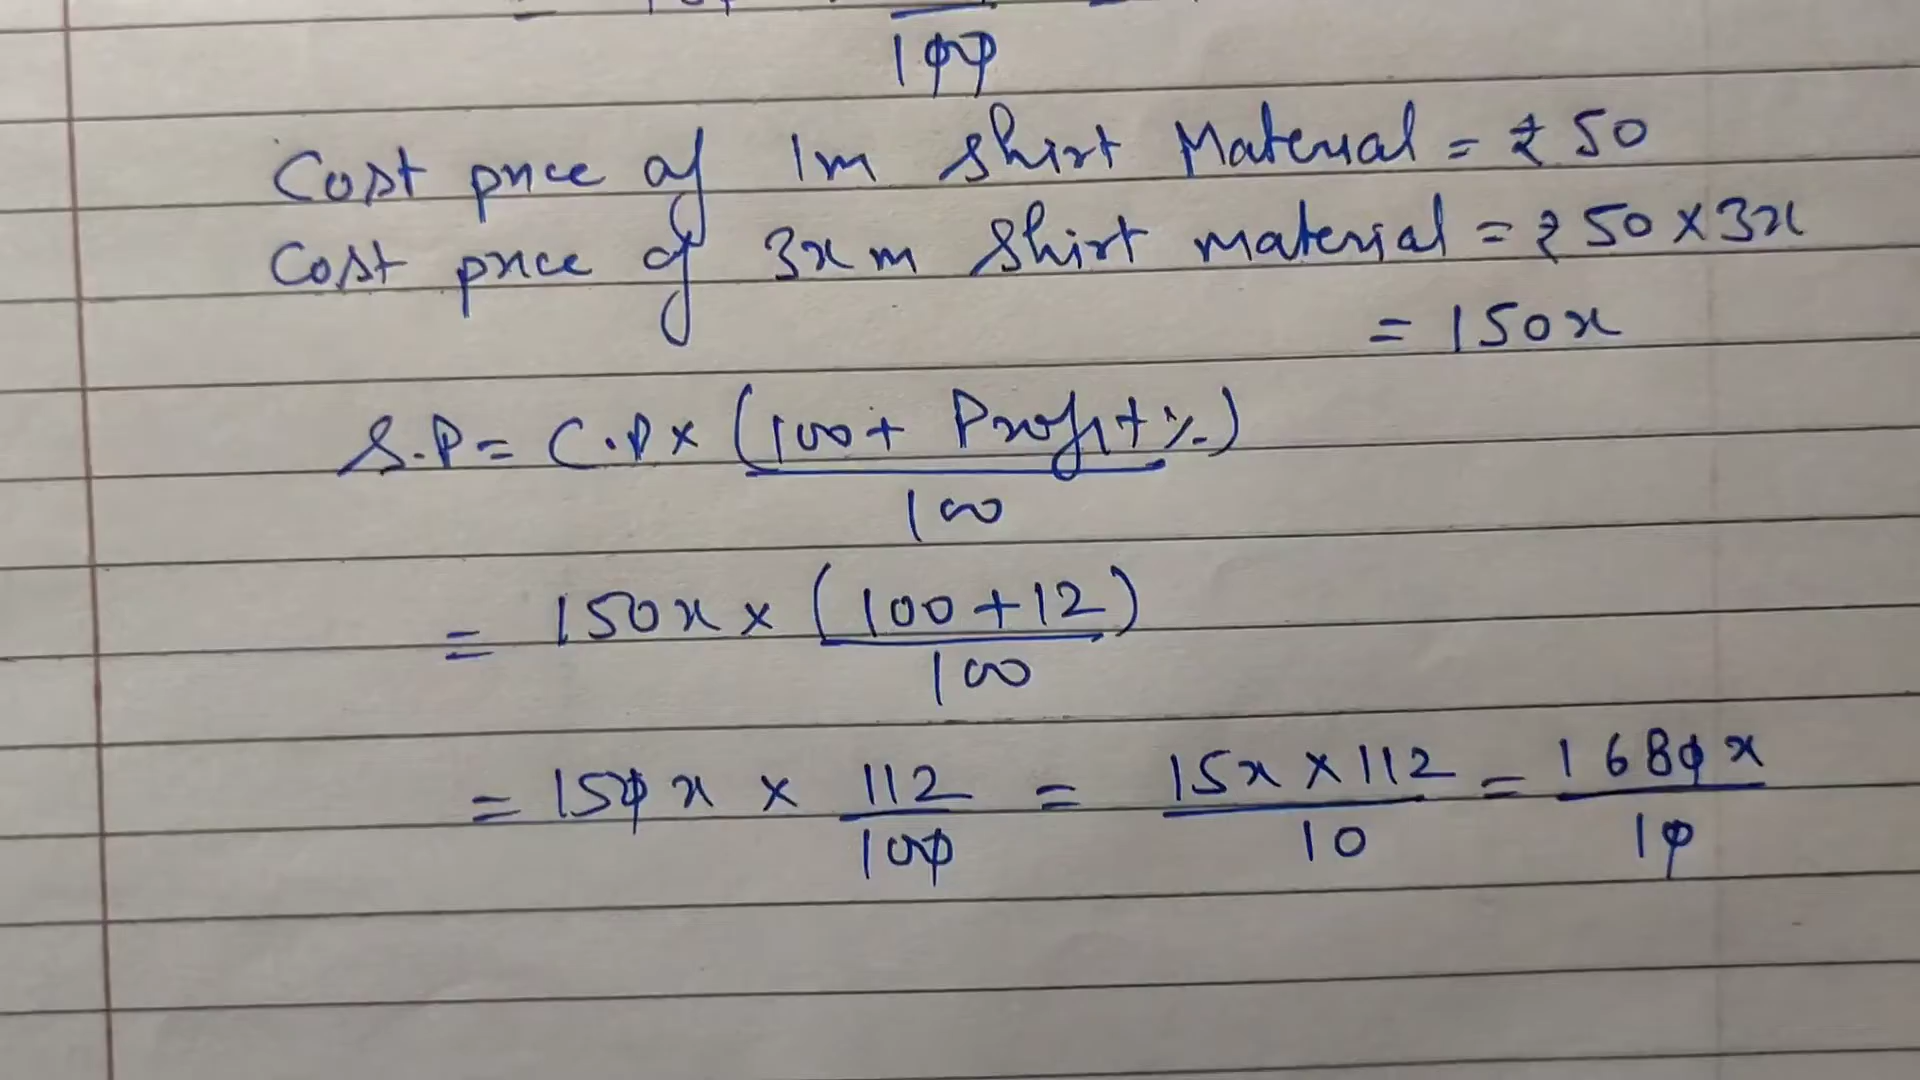 100
Cost price of 1m shirt Material = ₹ 50
Cost price of 3x m shirt material = ₹ 50 × 3x
= 150x
S.P = C.P × (100 + Profit %)
100
= 150x × (100 + 12)
100
= 150x × 112 = 15x × 112 = 1680x
100 10 10